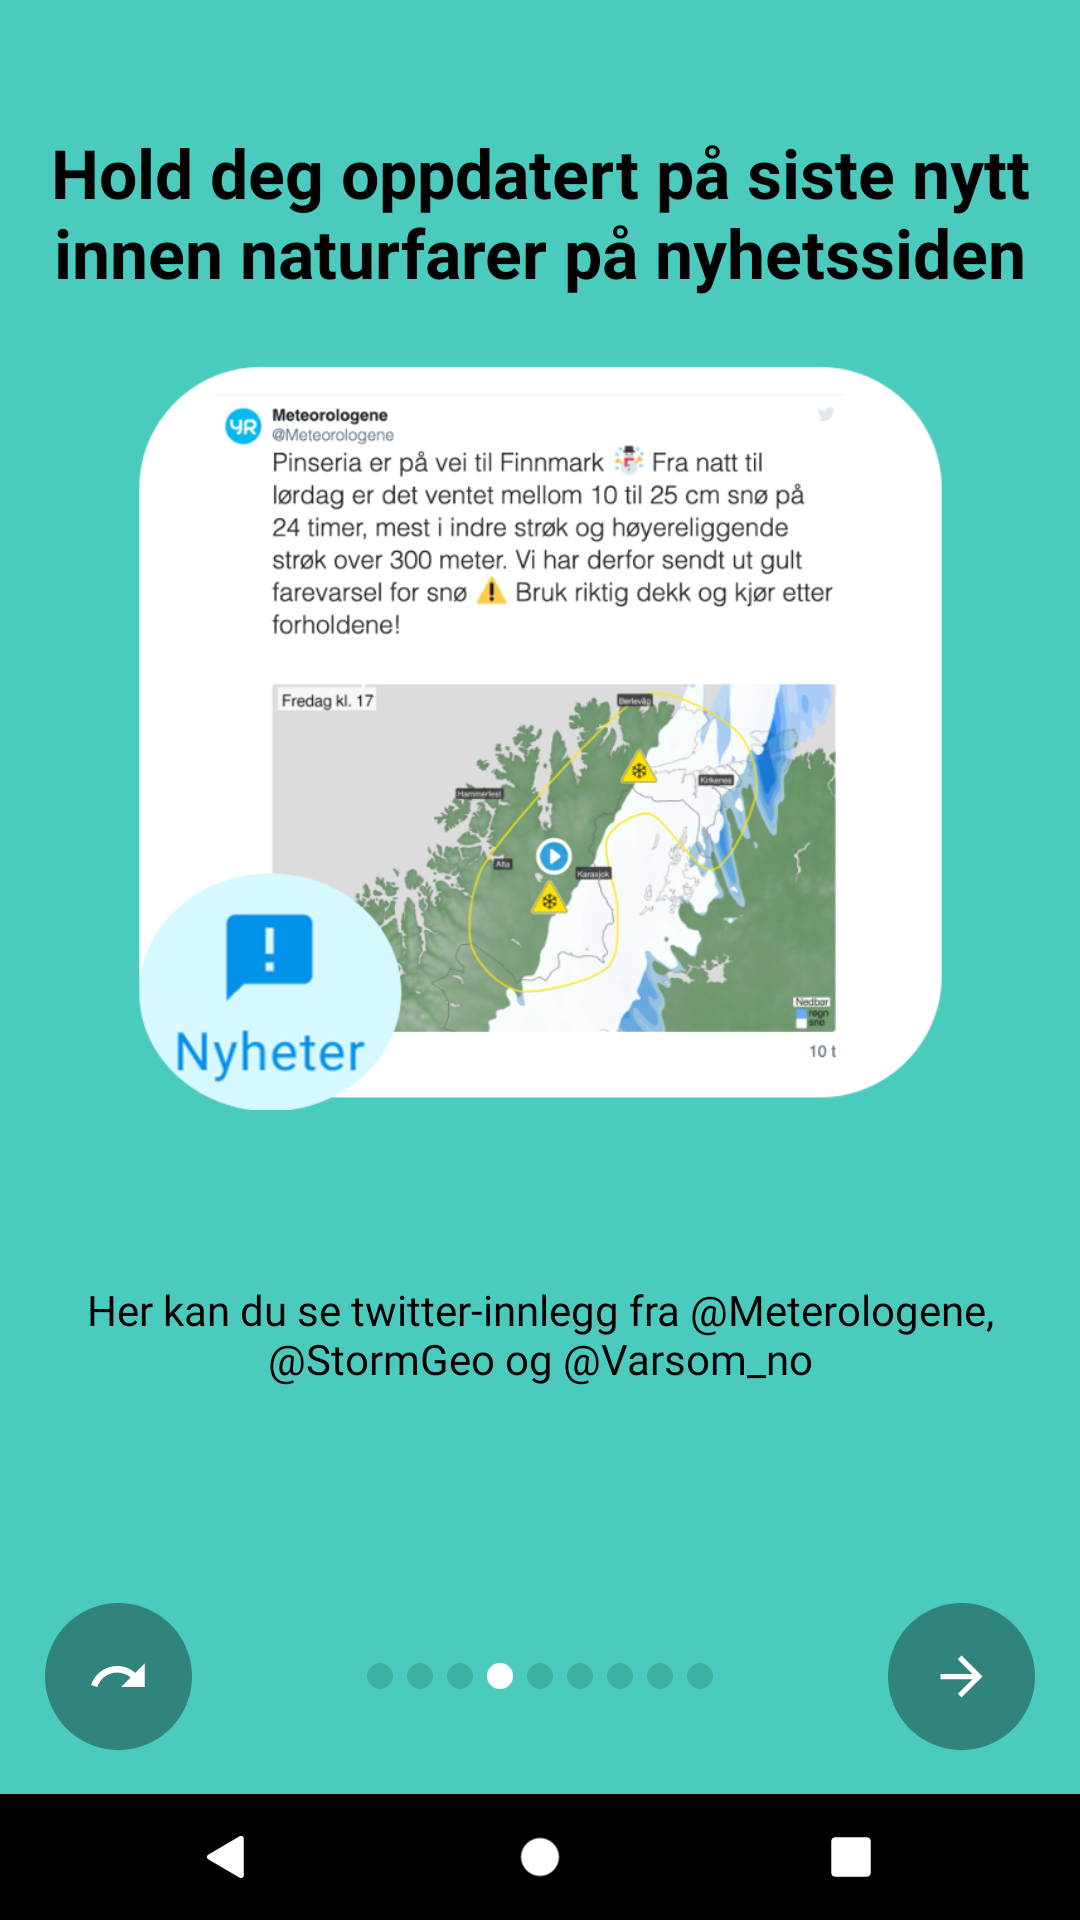 Hold deg oppdatert på siste nytt
innen naturfarer på nyhetssiden
YR
Meteorologene
@Meteorologene
Pinseria er på vei til Finnmark ☃️ Fra natt til
lørdag er det ventet mellom 10 til 25 cm snø på
24 timer, mest i indre strøk og høyereliggende
strøk over 300 meter. Vi har derfor sendt ut gult
farevarsel for snø ⚠️ Bruk riktig dekk og kjør etter
forholdene!
Fredag kl. 17
Berlevåg
Kirkenes
Hammerfest
Alta
Karasjok
Nedbør
regn
snø
10 t
Nyheter
Her kan du se twitter-innlegg fra @Meterologene,
@StormGeo og @Varsom_no